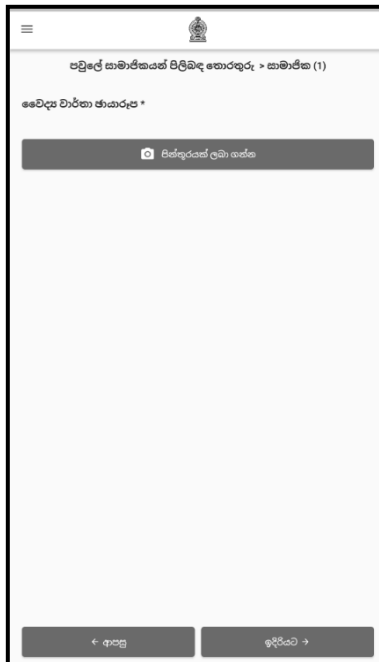 පවුලේ සාමාජිකයන් පිලිබඳ තොරතුරු > සාමාජික (1)
වෛද්‍ය වාර්තා ඡායාරූප *
පින්තූරයක් ලබා ගන්න
← ආපසු
ඉදිරියට →